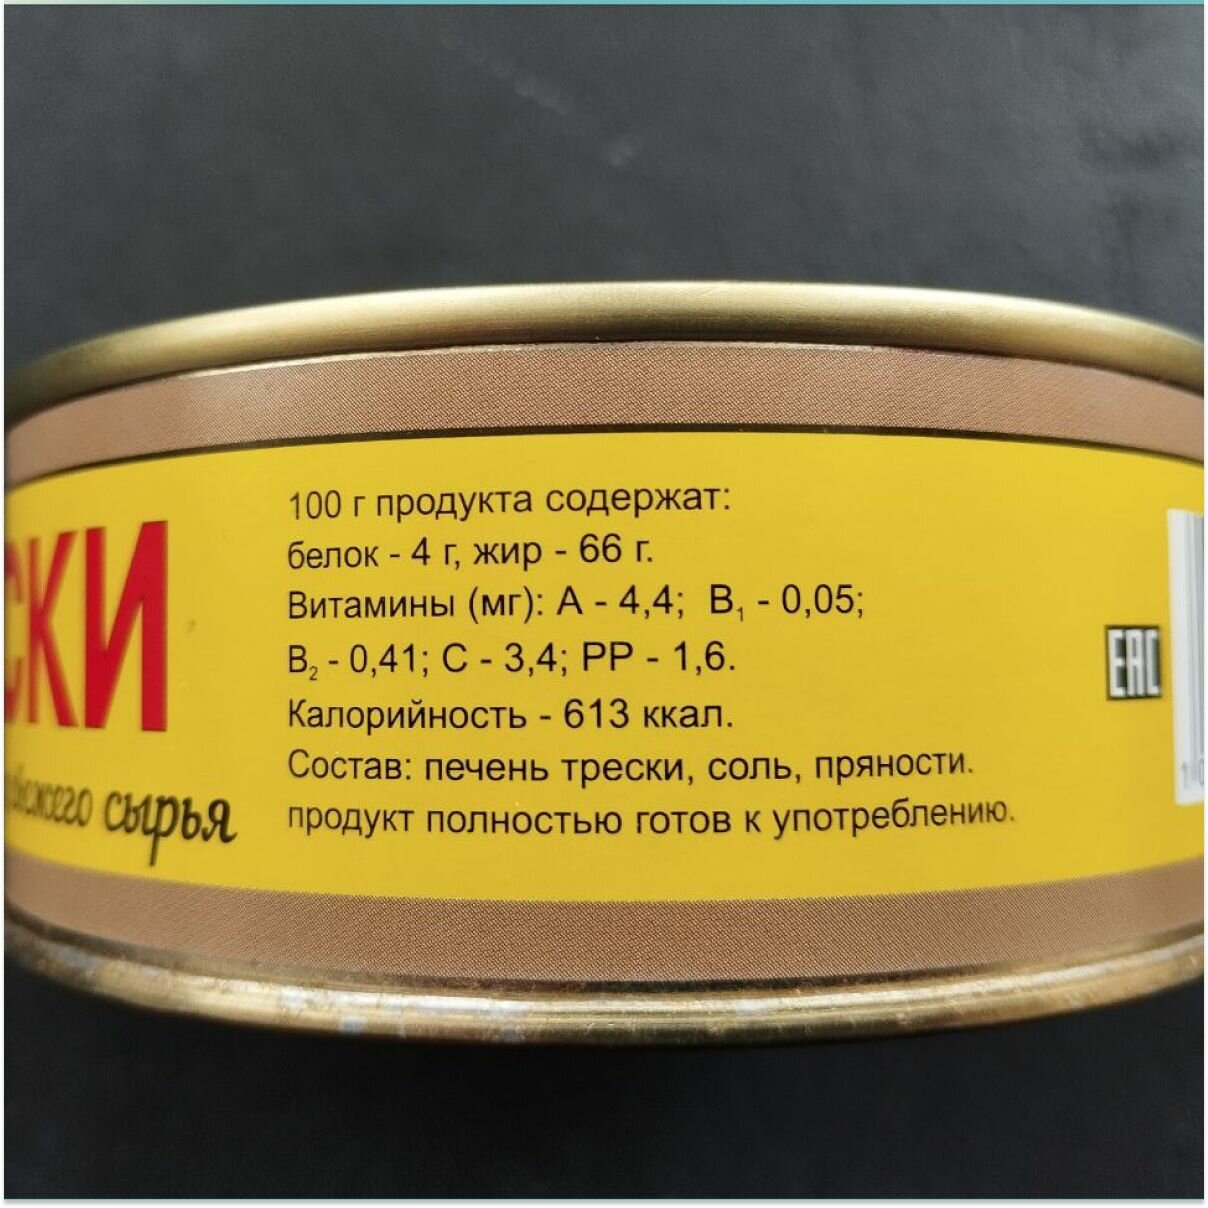 100 г продукта содержат:
белок - 4 г, жир - 66 г.
Витамины (мг): А - 4,4; В₁ - 0,05;
В₂ - 0,41; С - 3,4; РР - 1,6.
Калорийность - 613 ккал.
Состав: печень трески, соль, пряности.
продукт полностью готов к употреблению.
СКИ
сырья
EAC